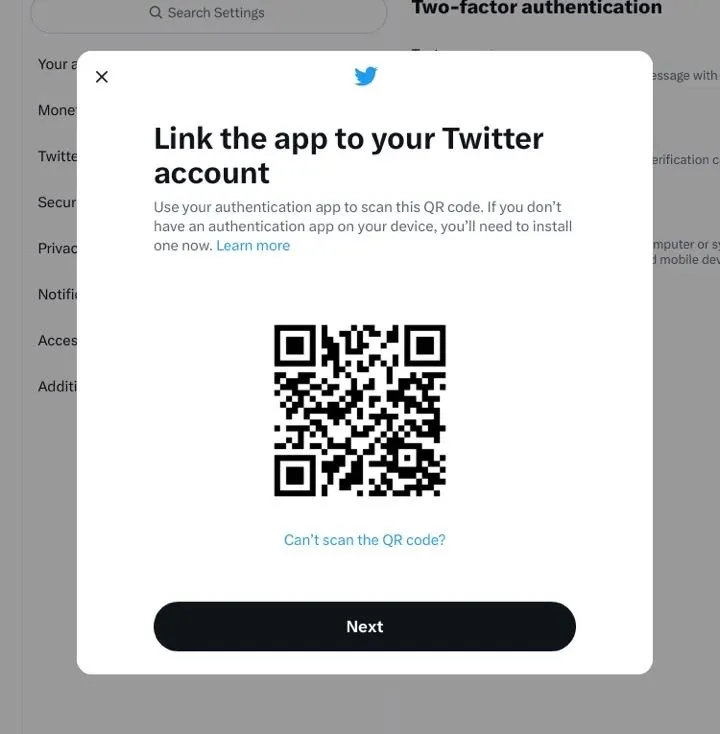 Search Settings
Two-factor authentication
Your a
essage with
Link the app to your Twitter
account
Mone
Twitte
erification c
Secur
Use your authentication app to scan this QR code. If you don't
have an authentication app on your device, you'll need to install
one now. Learn more
Privac
mputer or sy
d mobile dev
Notific
Acces
Additi
Can't scan the QR code?
Next